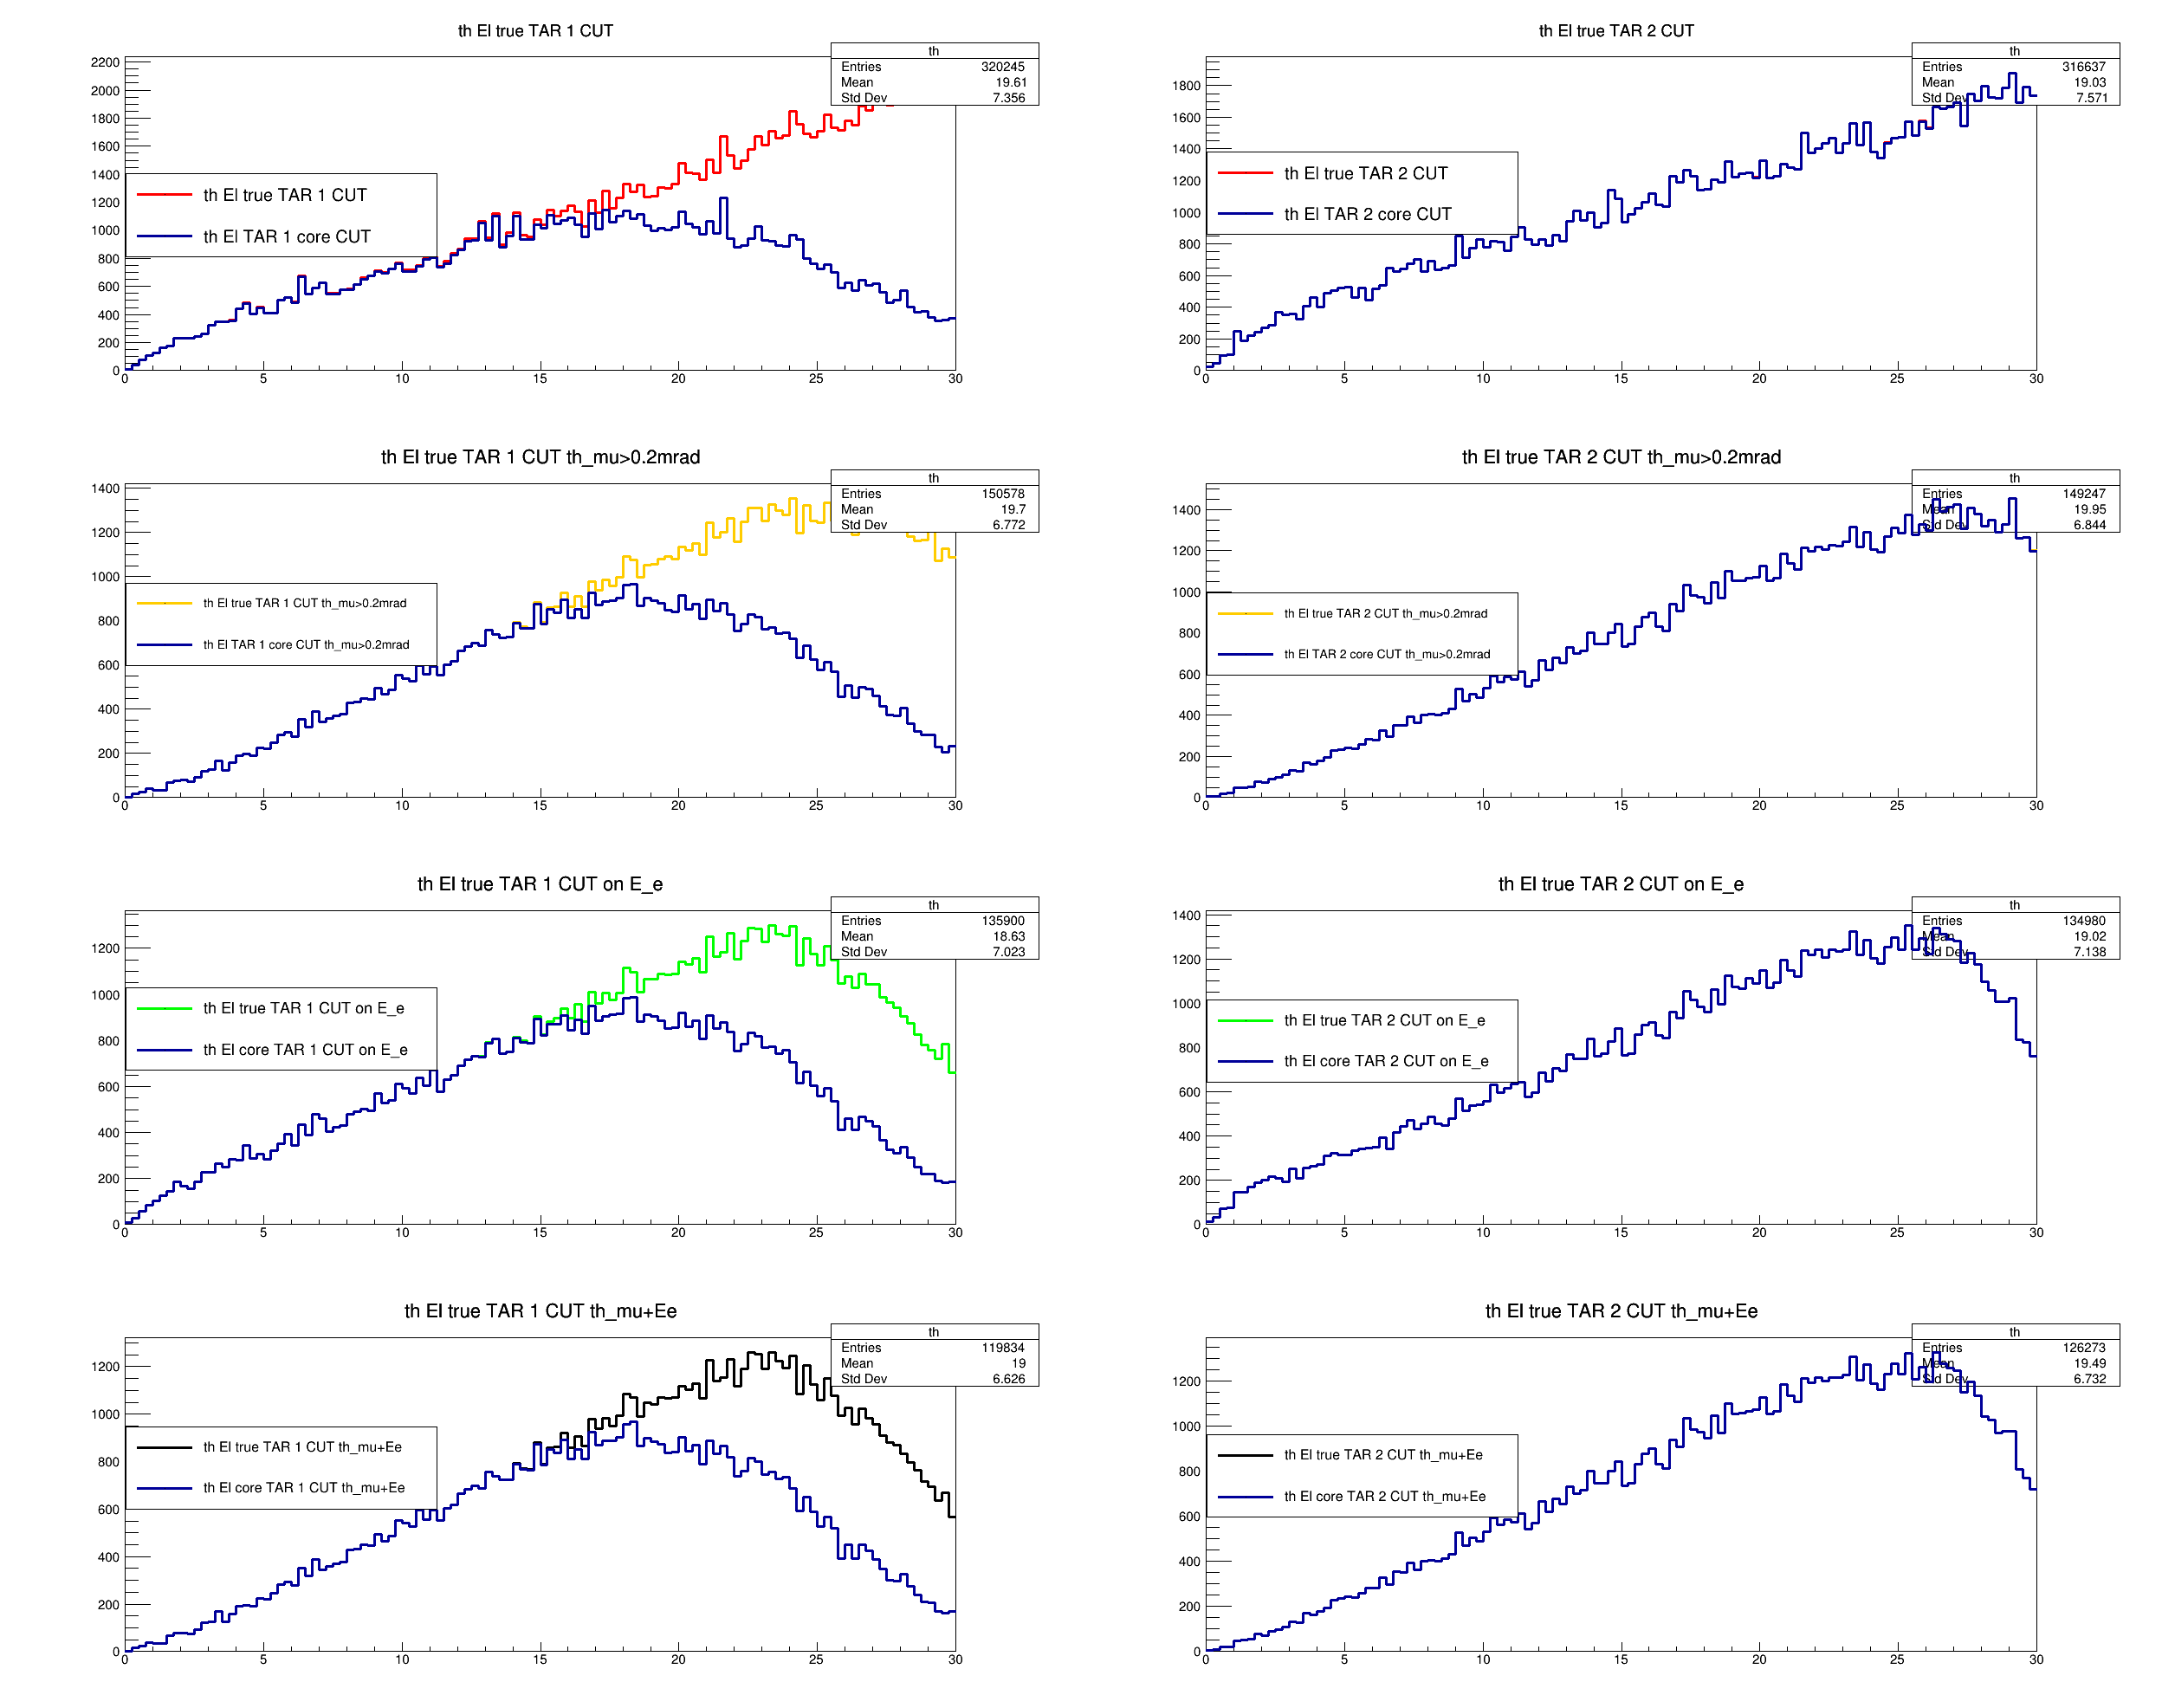 th El true TAR 1 CUT
th
Entries 320245
Mean 19.61
Std Dev 7.356
2200
2000
1800
1600
1400
1200
1000
800
600
400
200
0
th El true TAR 1 CUT
th El TAR 1 core CUT
0 5 10 15 20 25 30
th El true TAR 2 CUT
th
Entries 316637
Mean 19.03
Std Dev 7.571
1800
1600
1400
1200
1000
800
600
400
200
0
th El true TAR 2 CUT
th El TAR 2 core CUT
0 5 10 15 20 25 30
th El true TAR 1 CUT th_mu>0.2mrad
th
Entries 150578
Mean 19.7
Std Dev 6.772
1400
1200
1000
800
600
400
200
0
th El true TAR 1 CUT th_mu>0.2mrad
th El TAR 1 core CUT th_mu>0.2mrad
0 5 10 15 20 25 30
th El true TAR 2 CUT th_mu>0.2mrad
th
Entries 149247
Mean 19.95
Std Dev 6.844
1400
1200
1000
800
600
400
200
0
th El true TAR 2 CUT th_mu>0.2mrad
th El TAR 2 core CUT th_mu>0.2mrad
0 5 10 15 20 25 30
th El true TAR 1 CUT on E_e
th
Entries 135900
Mean 18.63
Std Dev 7.023
1200
1000
800
600
400
200
0
th El true TAR 1 CUT on E_e
th El core TAR 1 CUT on E_e
0 5 10 15 20 25 30
th El true TAR 2 CUT on E_e
th
Entries 134980
Mean 19.02
Std Dev 7.138
1400
1200
1000
800
600
400
200
0
th El true TAR 2 CUT on E_e
th El core TAR 2 CUT on E_e
0 5 10 15 20 25 30
th El true TAR 1 CUT th_mu+Ee
th
Entries 119834
Mean 19
Std Dev 6.626
1200
1000
800
600
400
200
0
th El true TAR 1 CUT th_mu+Ee
th El core TAR 1 CUT th_mu+Ee
0 5 10 15 20 25 30
th El true TAR 2 CUT th_mu+Ee
th
Entries 126273
Mean 19.49
Std Dev 6.732
1200
1000
800
600
400
200
0
th El true TAR 2 CUT th_mu+Ee
th El core TAR 2 CUT th_mu+Ee
0 5 10 15 20 25 30